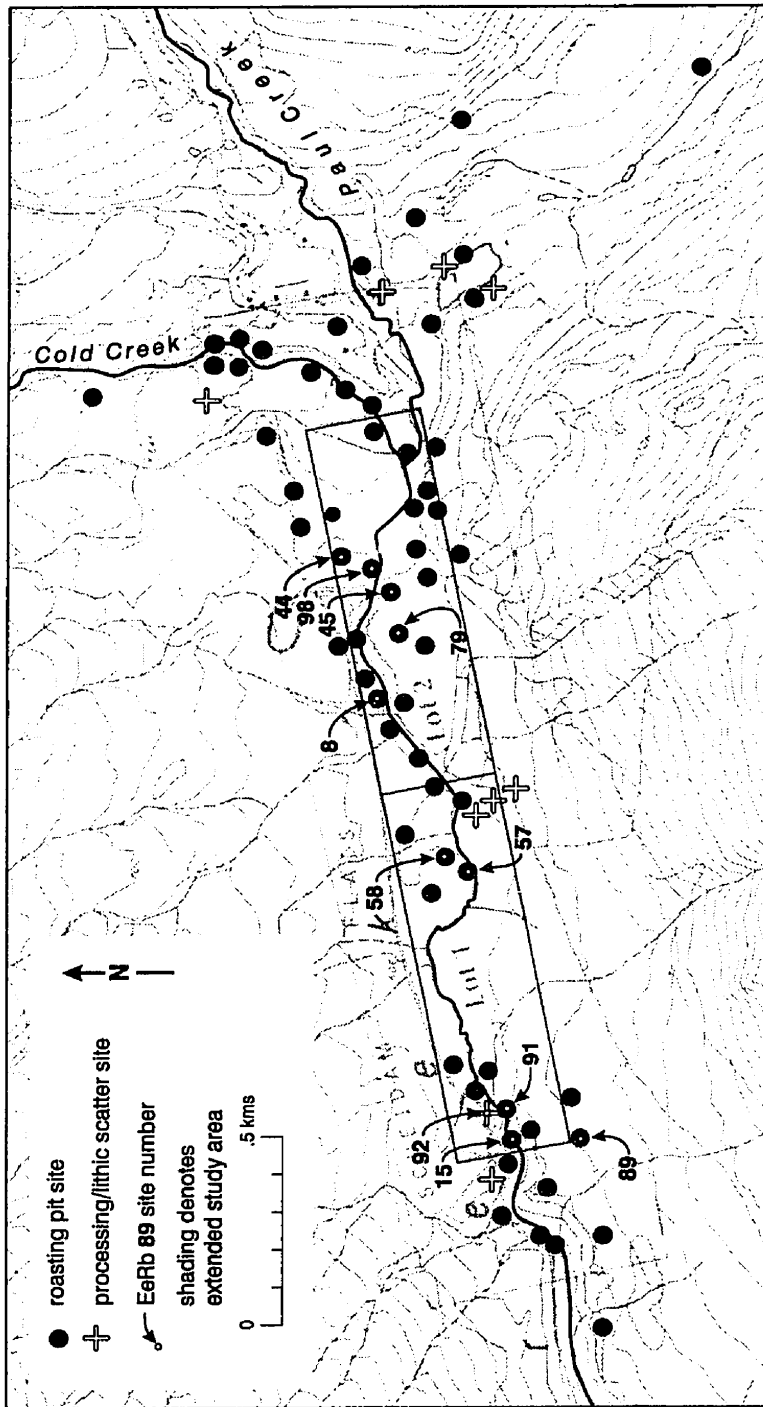 roasting pit site
processing/lithic scatter site
EeRb 89 site number
shading denotes
extended study area
N
0
.5 kms
Cold Creek
Paul Creek
44
98
45
8
79
Lot 2
58
57
Lot 1
92
91
15
89
e
e